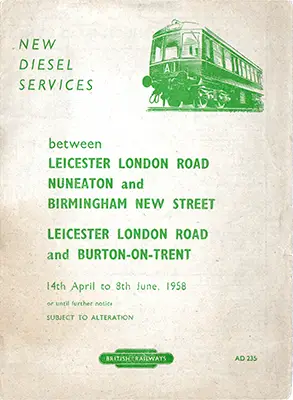 NEW
DIESEL
SERVICES
A
between
LEICESTER LONDON ROAD
NUNEATON and
BIRMINGHAM NEW STREET
LEICESTER LONDON ROAD
and BURTON-ON-TRENT
14th April to 8th June, 1958
or until further notice
SUBJECT TO ALTERATION
BRITISH RAILWAYS
AD 235